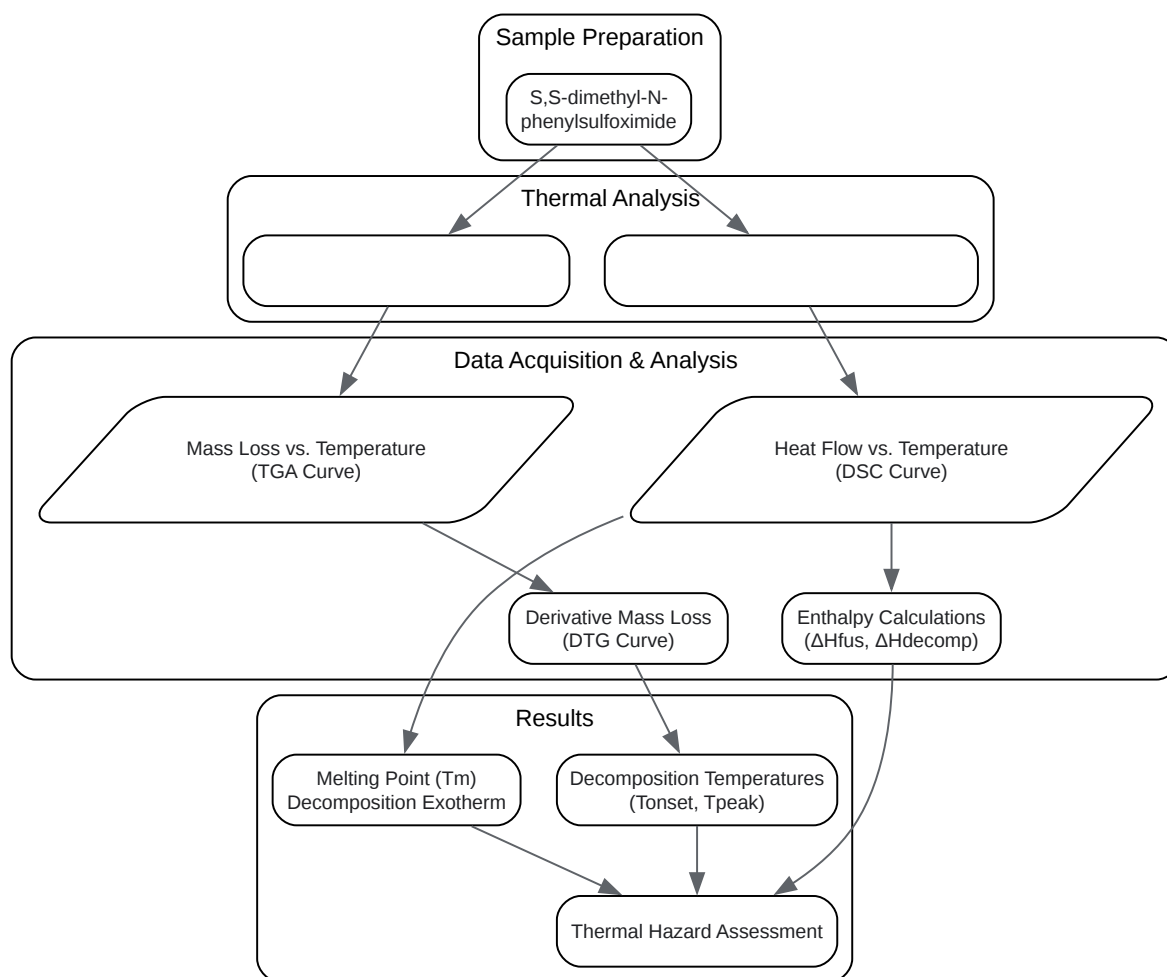 Sample Preparation
S,S-dimethyl-N-
phenylsulfoximide
Thermal Analysis
Data Acquisition & Analysis
Mass Loss vs. Temperature
(TGA Curve)
Heat Flow vs. Temperature
(DSC Curve)
Derivative Mass Loss
(DTG Curve)
Enthalpy Calculations
(ΔHfus, ΔHdecomp)
Results
Melting Point (Tm)
Decomposition Exotherm
Decomposition Temperatures
(Tonset, Tpeak)
Thermal Hazard Assessment